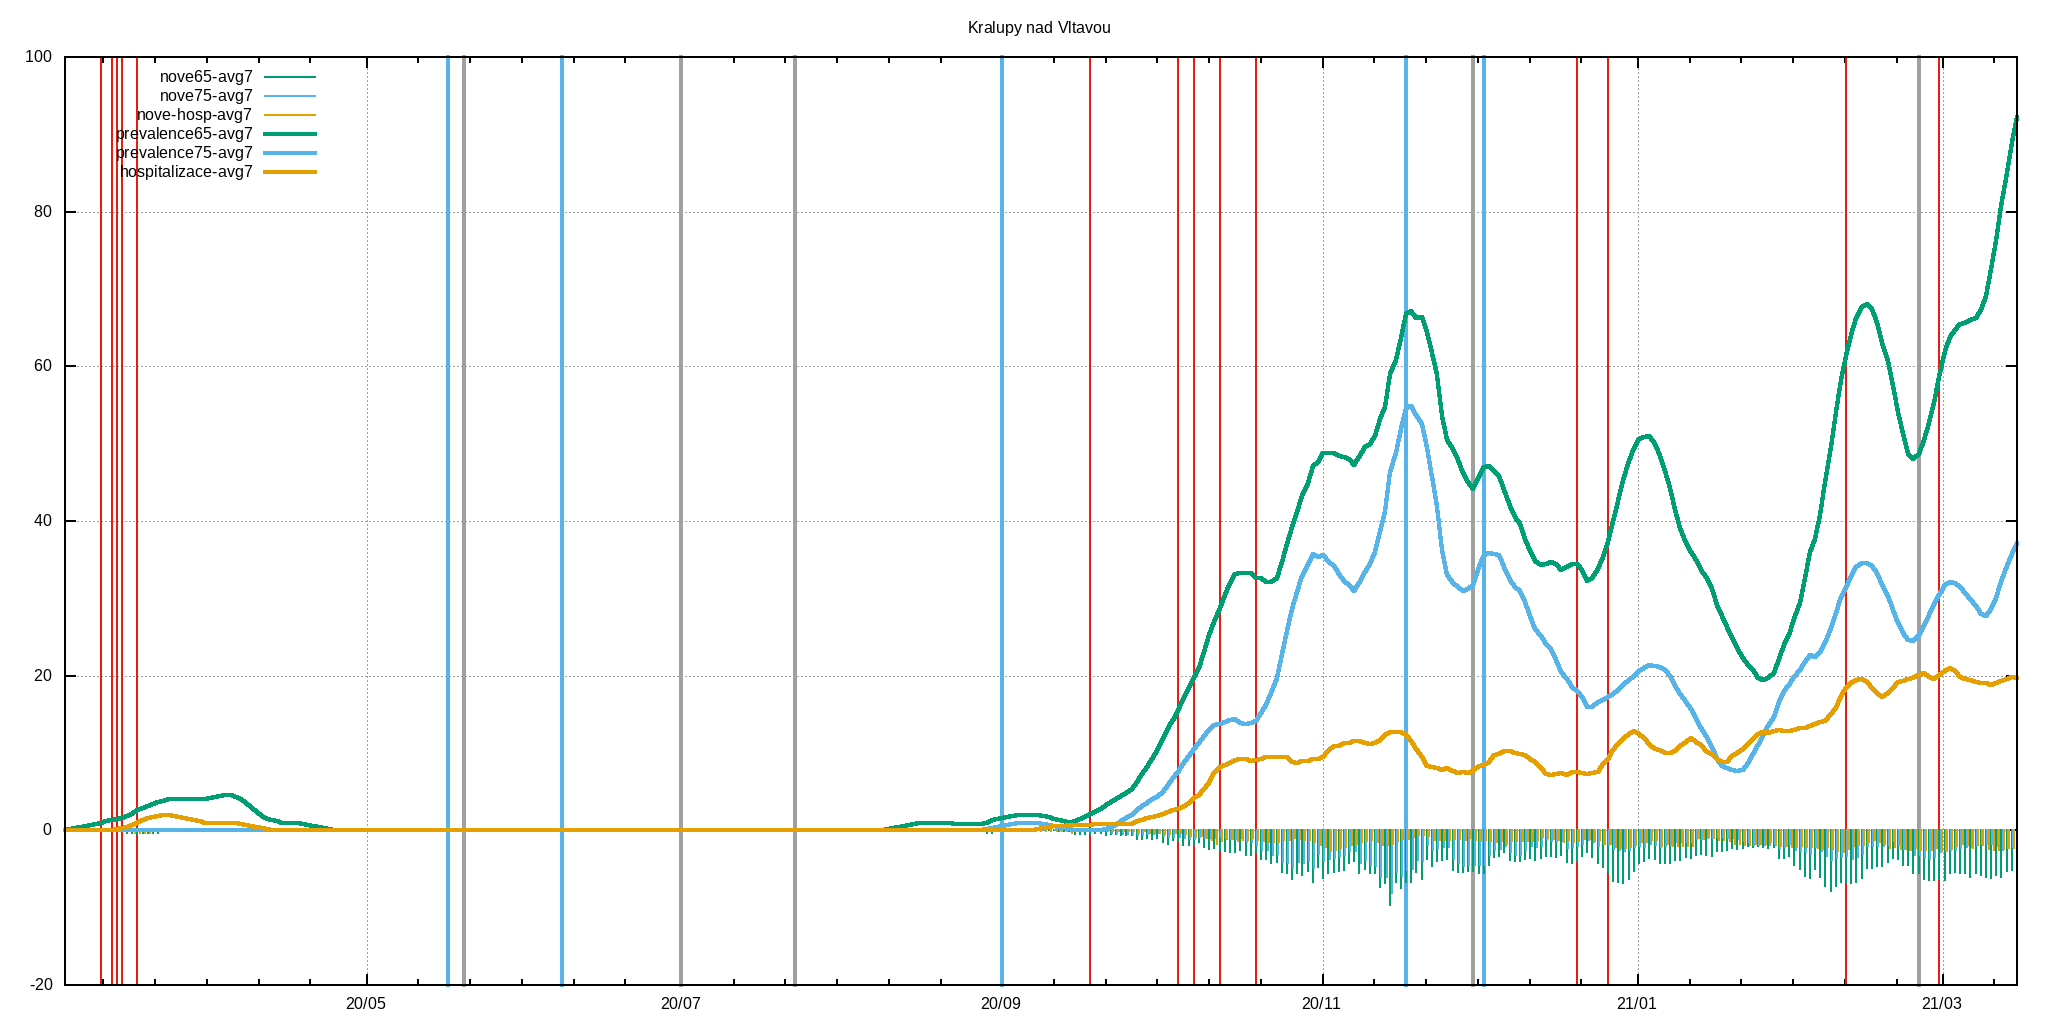 Kralupy nad Vltavou
100
80
60
40
20
0
-20
nove65-avg7
nove75-avg7
nove-hosp-avg7
prevalence65-avg7
prevalence75-avg7
hospitalizace-avg7
20/05
20/07
20/09
20/11
21/01
21/03